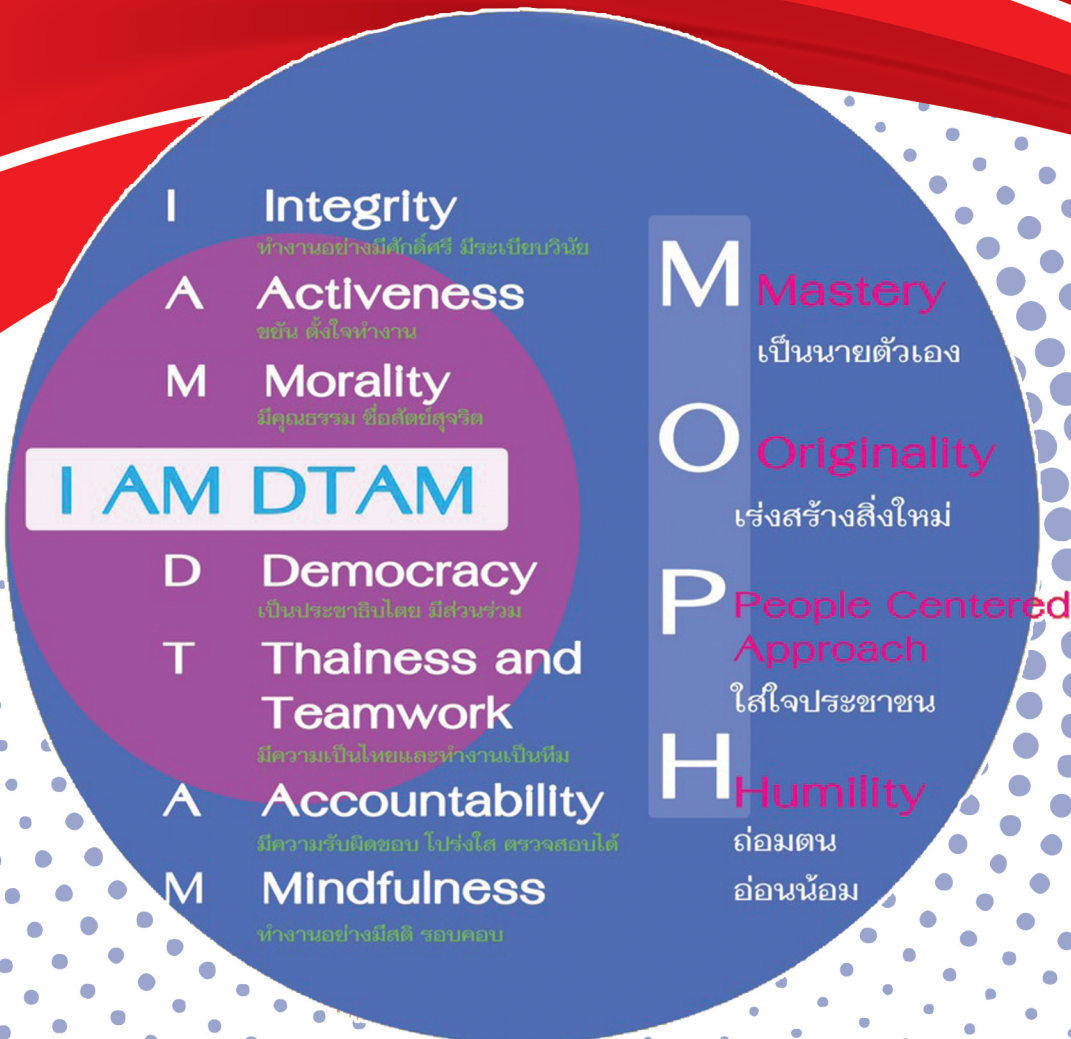 I Integrity
ทำงานอย่างมีศักดิ์ศรี มีระเบียบวินัย
A Activeness
ขยัน ตั้งใจทำงาน
M Morality
มีคุณธรรม ซื่อสัตย์สุจริต
I AM DTAM
D Democracy
เป็นประชาธิปไตย มีส่วนร่วม
T Thainess and
Teamwork
มีความเป็นไทยและทำงานเป็นทีม
A Accountability
มีความรับผิดชอบ โปร่งใส ตรวจสอบได้
M Mindfulness
ทำงานอย่างมีสติ รอบคอบ
M Mastery
เป็นนายตัวเอง
O Originality
เร่งสร้างสิ่งใหม่
P People Centered
Approach
ใส่ใจประชาชน
H Humility
ถ่อมตน
อ่อนน้อม